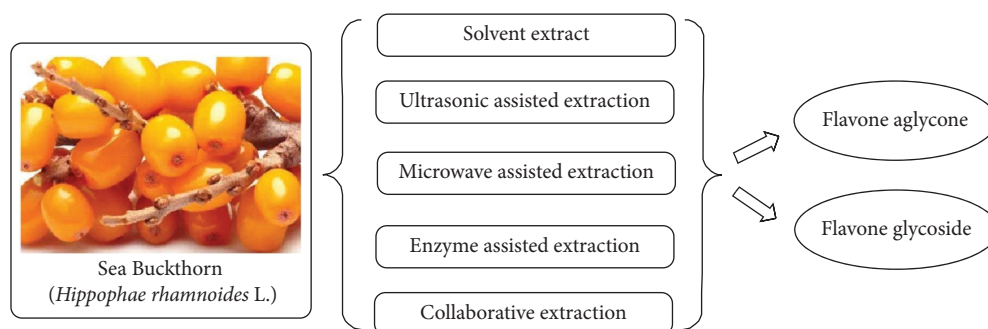 Sea Buckthorn
(Hippophae rhamnoides L.)
Solvent extract
Ultrasonic assisted extraction
Microwave assisted extraction
Enzyme assisted extraction
Collaborative extraction
Flavone aglycone
Flavone glycoside